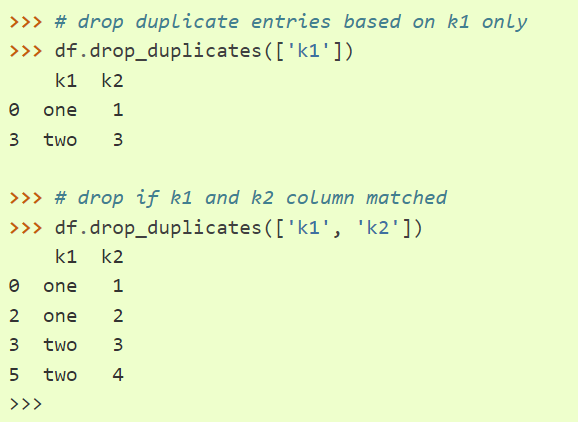 >>> # drop duplicate entries based on k1 only
>>> df.drop_duplicates(['k1'])
    k1  k2
0  one   1
3  two   3

>>> # drop if k1 and k2 column matched
>>> df.drop_duplicates(['k1', 'k2'])
    k1  k2
0  one   1
2  one   2
3  two   3
5  two   4
>>>